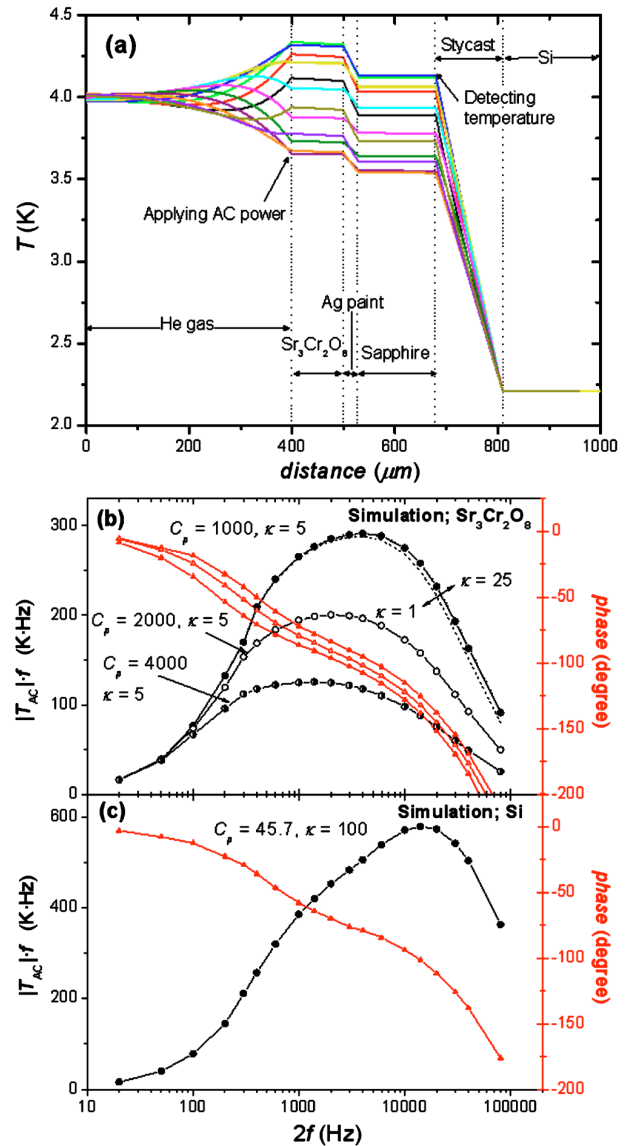 (a)
4.5
4.0
3.5
3.0
2.5
2.0
T (K)
Stycast
Si
Detecting
temperature
Applying AC power
Ag paint
He gas
Sr3Cr2O8
Sapphire
0 200 400 600 800 1000
distance (μm)
(b)
Simulation; Sr3Cr2O8
300
200
100
0
|TAC|·f (K·Hz)
Cp = 1000, κ = 5
κ = 25
κ = 1
Cp = 2000, κ = 5
Cp = 4000
κ = 5
0
-50
-100
-150
-200
phase (degree)
(c)
Simulation; Si
600
400
200
0
|TAC|·f (K·Hz)
Cp = 45.7, κ = 100
0
-50
-100
-150
-200
phase (degree)
10 100 1000 10000 100000
2f (Hz)